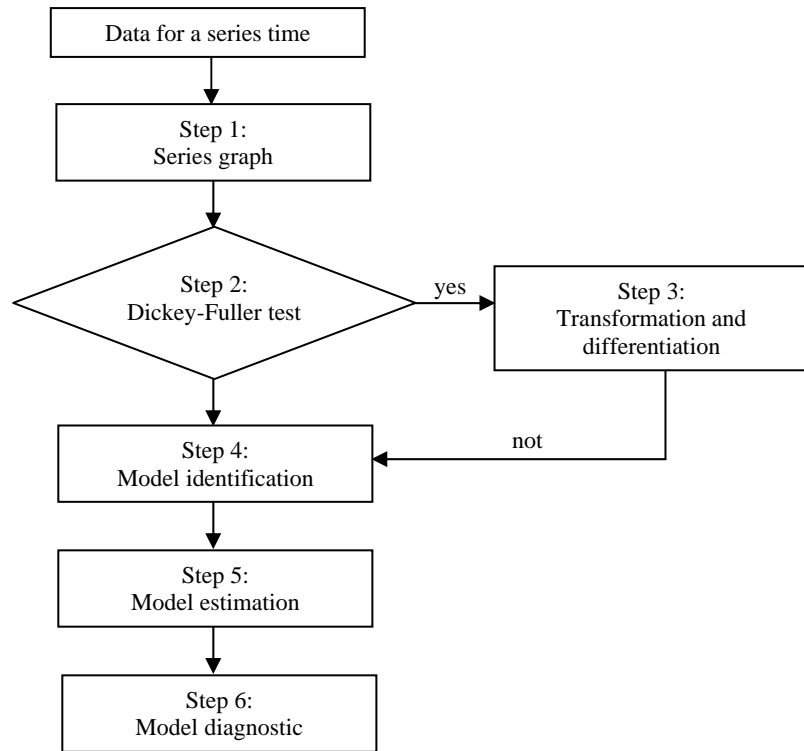 Data for a series time
Step 1:
Series graph
Step 2:
Dickey-Fuller test
yes
Step 3:
Transformation and
differentiation
not
Step 4:
Model identification
Step 5:
Model estimation
Step 6:
Model diagnostic